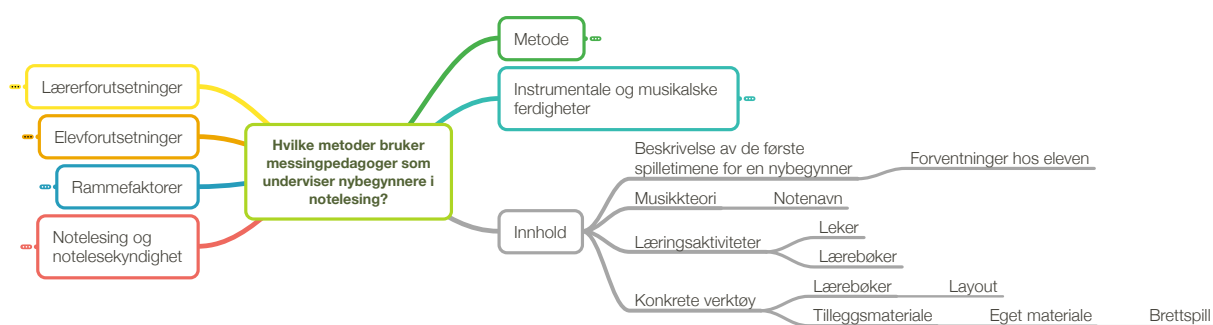 Hvilke metoder bruker
messingpedagoger som
underviser nybegynnere i
notelesing?
Lærerforutsetninger
Elevforutsetninger
Rammefaktorer
Notelesing og
notelesekyndighet
Metode
Instrumentale og musikalske
ferdigheter
Innhold
Beskrivelse av de første
spilletimene for en nybegynner
Forventninger hos eleven
Musikkteori
Notenavn
Læringsaktiviteter
Leker
Lærebøker
Konkrete verktøy
Lærebøker
Layout
Tilleggsmateriale
Eget materiale
Brettspill